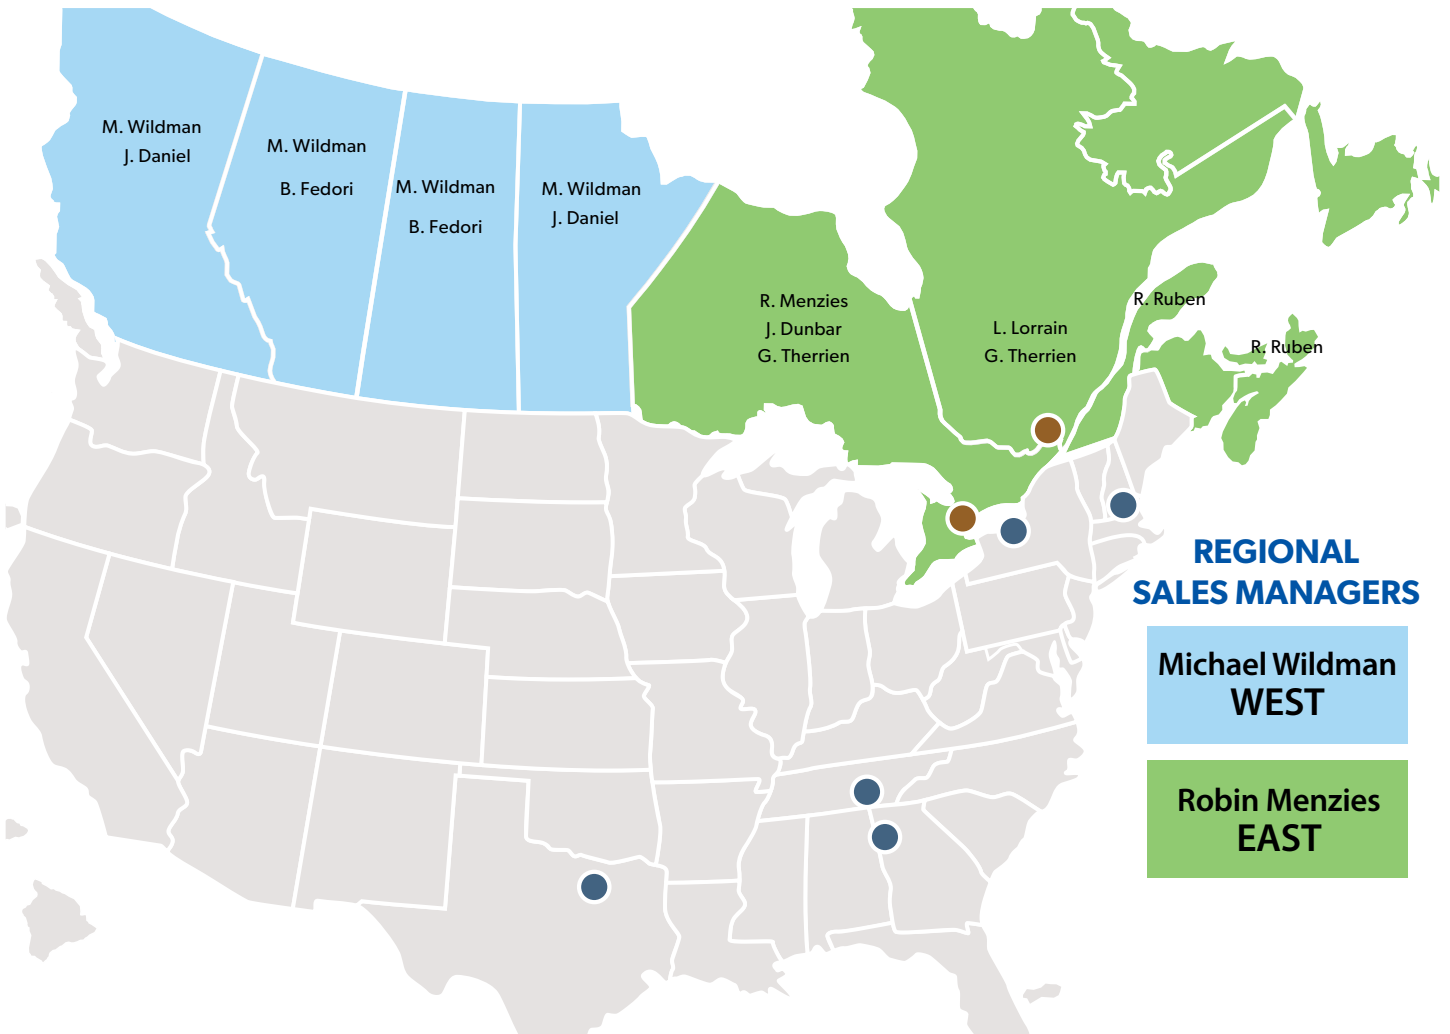 M. Wildman
J. Daniel
M. Wildman
B. Fedori
M. Wildman
B. Fedori
M. Wildman
J. Daniel
R. Menzies
J. Dunbar
G. Therrien
L. Lorrain
G. Therrien
R. Ruben
R. Ruben
REGIONAL
SALES MANAGERS
Michael Wildman
WEST
Robin Menzies
EAST